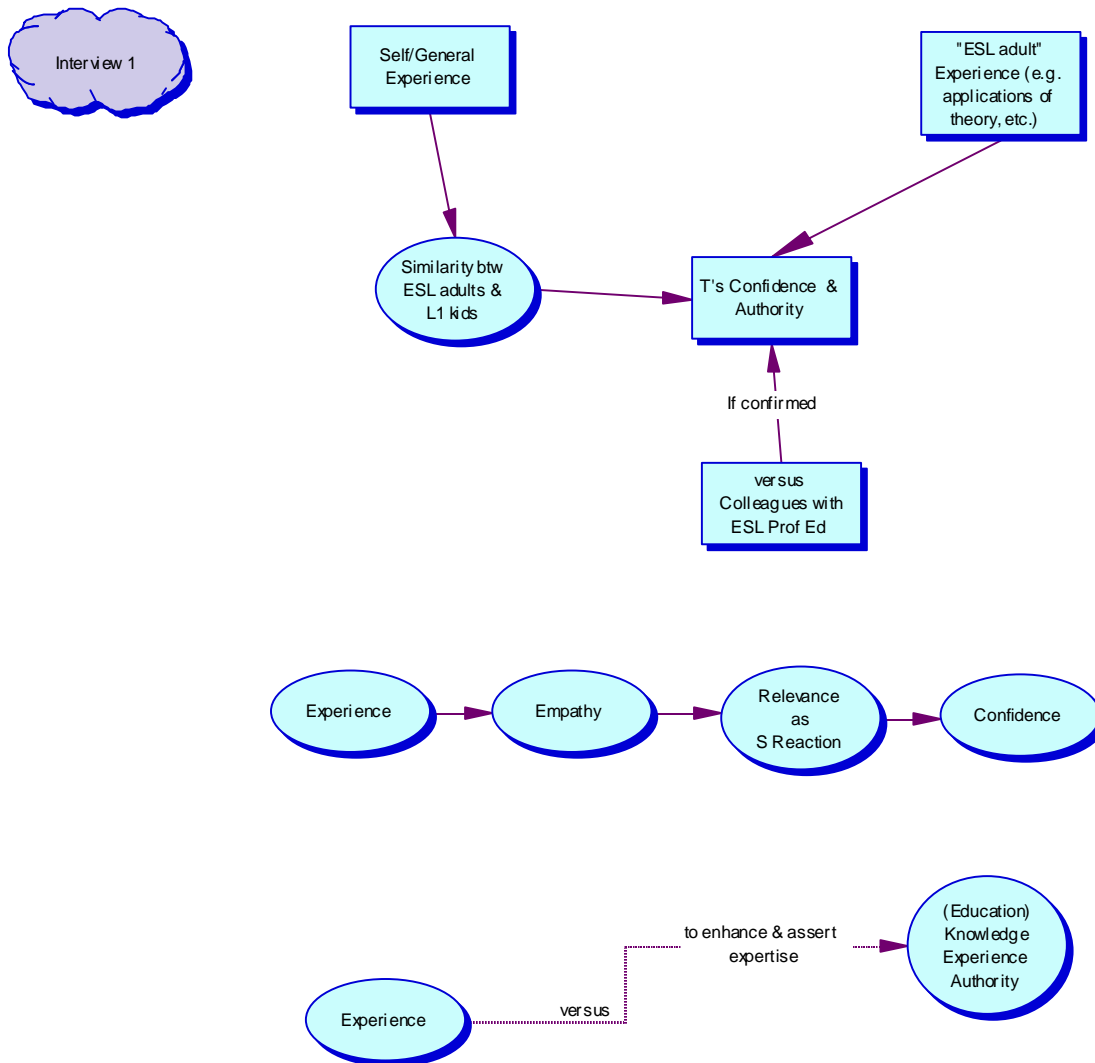 Interview 1
Self/General
Experience
"ESL adult"
Experience (e.g.
applications of
theory, etc.)
Similarity btw
ESL adults &
L1 kids
T's Confidence &
Authority
If confirmed
versus
Colleagues with
ESL Prof Ed
Experience
Empathy
Relevance
as
S Reaction
Confidence
(Education)
Knowledge
Experience
Authority
to enhance & assert
expertise
versus
Experience